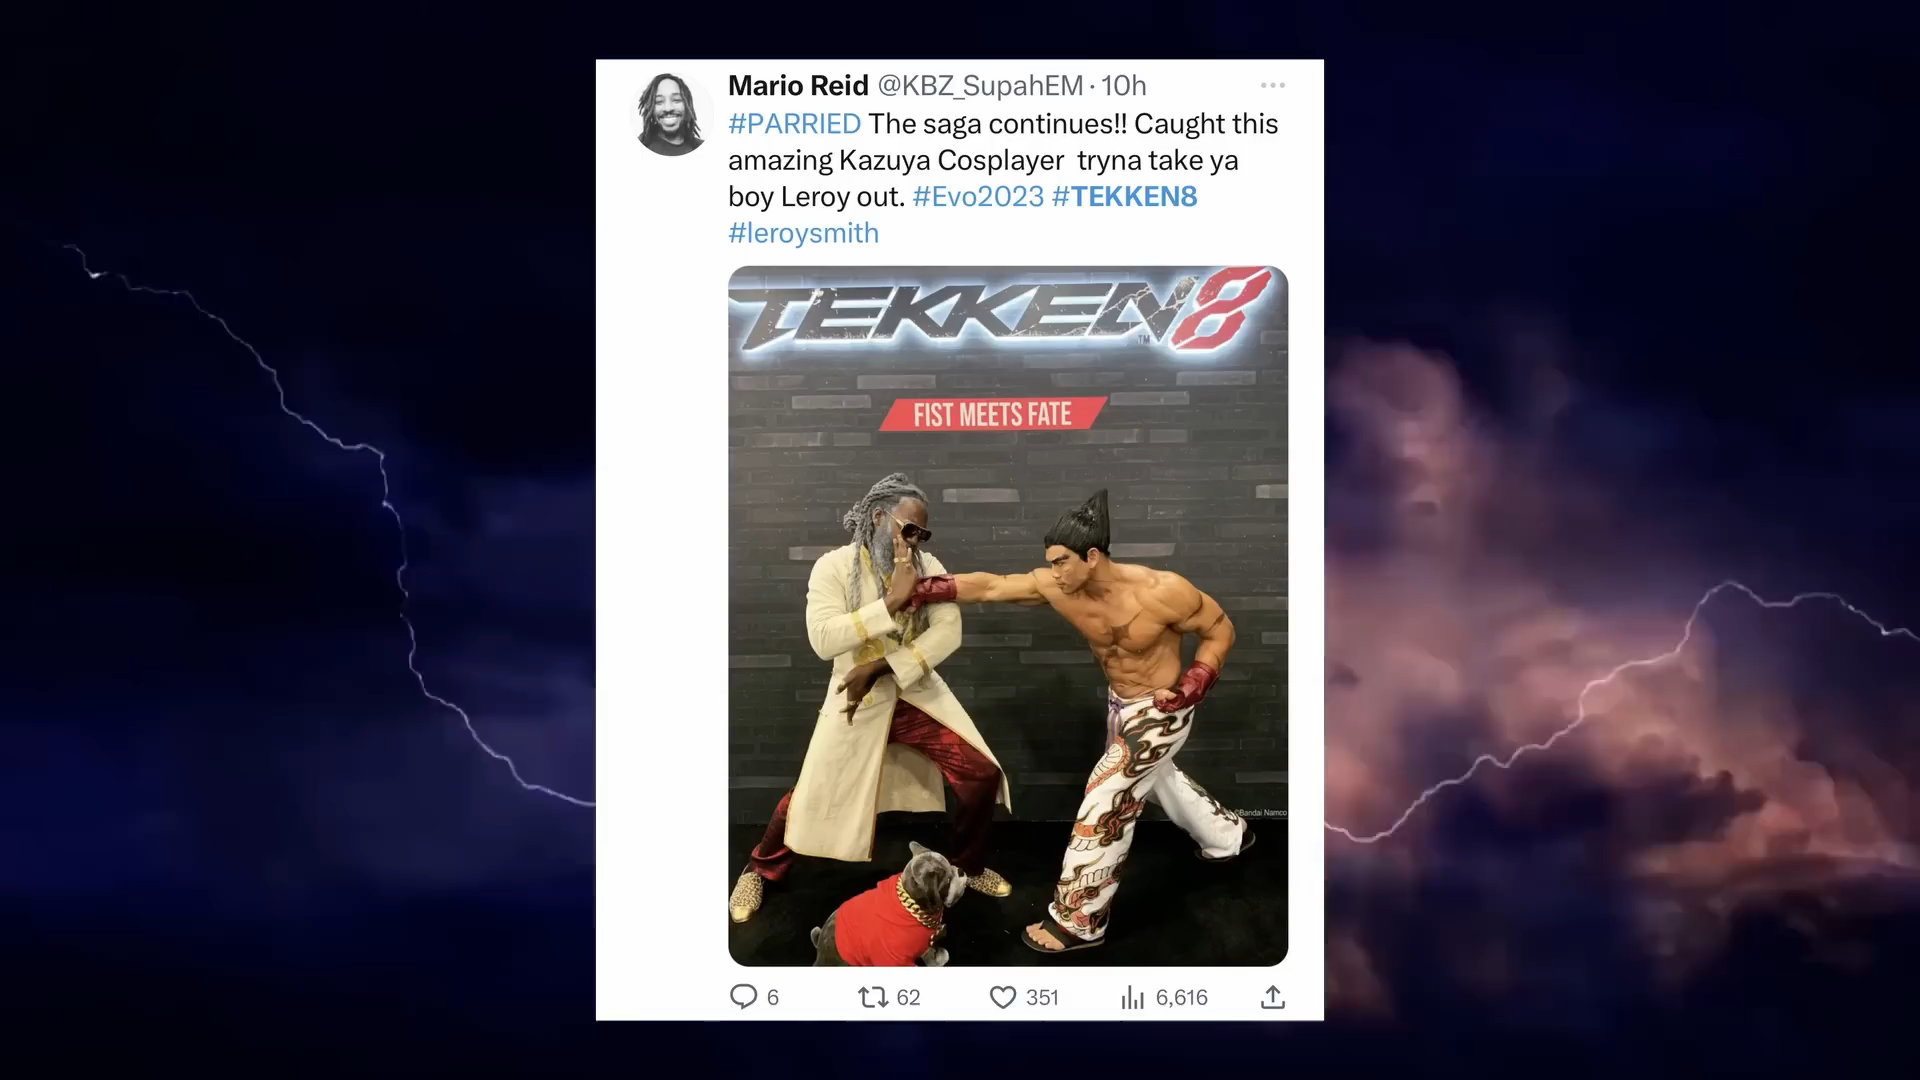 Mario Reid @KBZ_SupahEM · 10h
#PARRIED The saga continues!! Caught this
amazing Kazuya Cosplayer tryna take ya
boy Leroy out. #Evo2023 #TEKKEN8
#leroysmith
TEKKEN8
TM
FIST MEETS FATE
©Bandai Namco
6 62 351 6,616